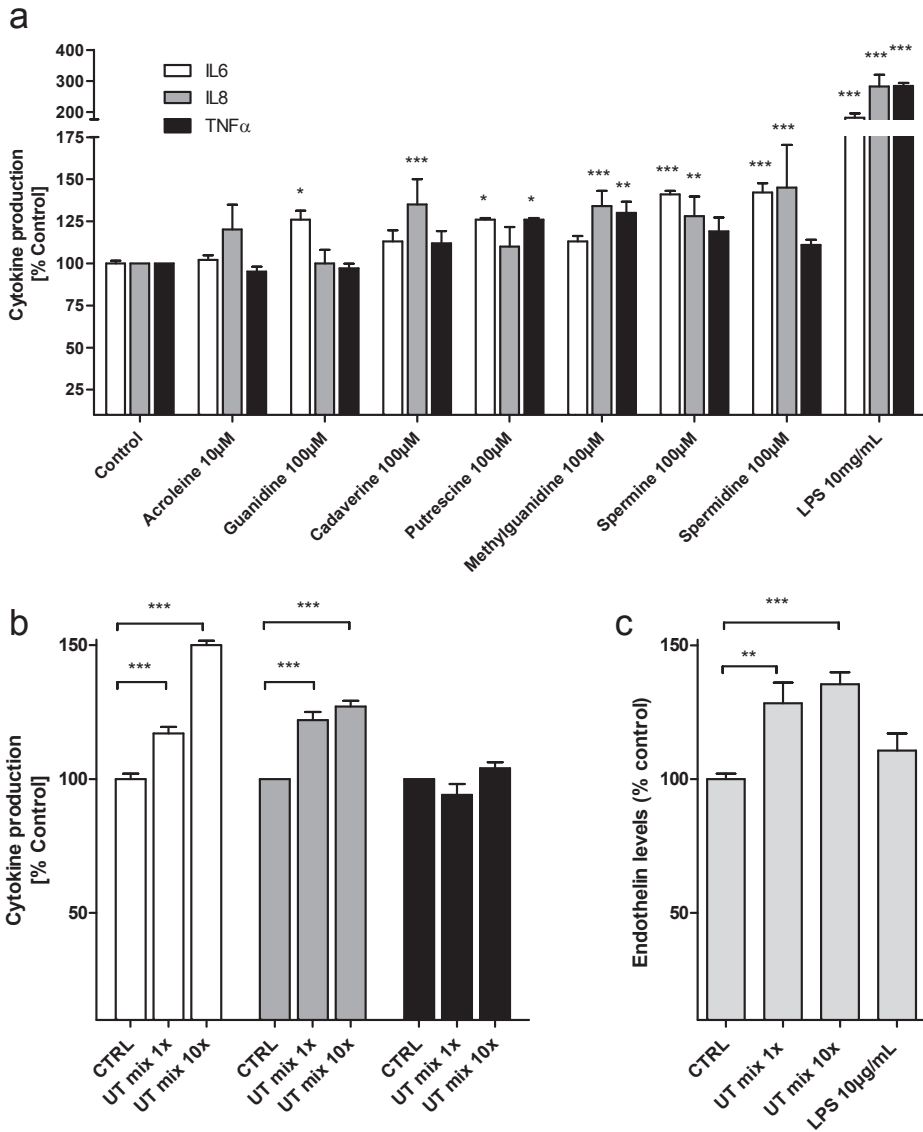 a
400
300
200
175
150
125
100
75
50
25
Cytokine production
[% Control]
IL6
IL8
TNFα
*
***
*
*
***
**
***
**
***
***
***
***
***
Control
Acroleine 10µM
Guanidine 100µM
Cadaverine 100µM
Putrescine 100µM
Methylguanidine 100µM
Spermine 100µM
Spermidine 100µM
LPS 10mg/mL
b
150
100
50
Cytokine production
[% Control]
***
***
***
***
CTRL
UT mix 1x
UT mix 10x
CTRL
UT mix 1x
UT mix 10x
CTRL
UT mix 1x
UT mix 10x
c
150
100
50
Endothelin levels (% control)
***
**
CTRL
UT mix 1x
UT mix 10x
LPS 10µg/mL